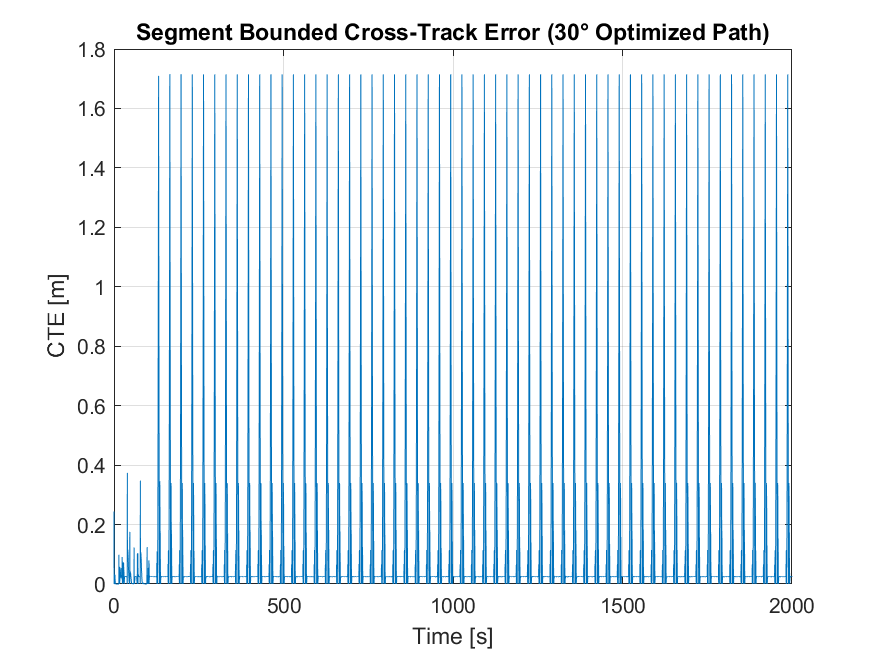 Segment Bounded Cross-Track Error (30° Optimized Path)
1.8
1.6
1.4
1.2
1
0.8
0.6
0.4
0.2
0
CTE [m]
0 500 1000 1500 2000
Time [s]